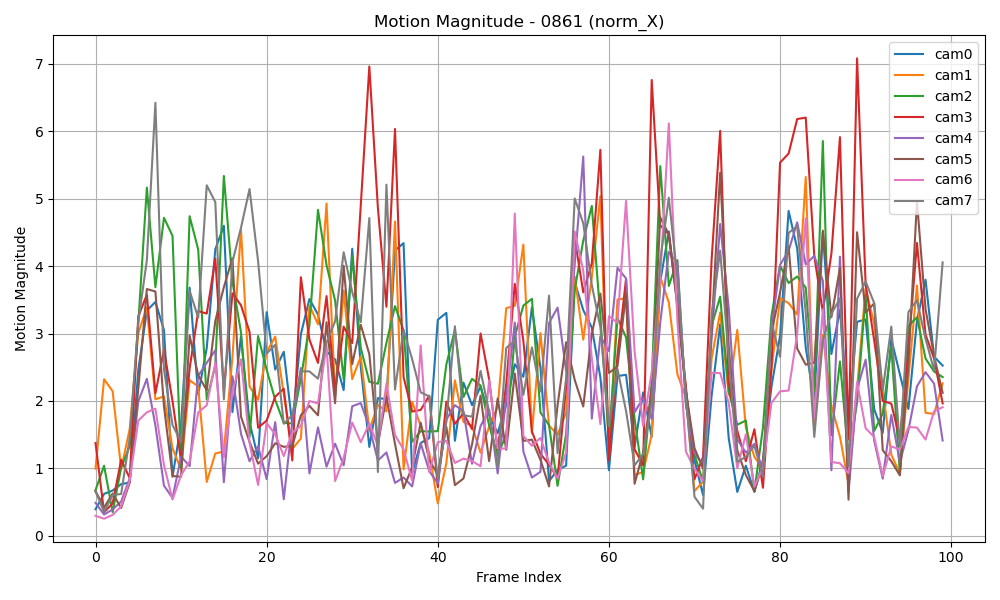 Motion Magnitude - 0861 (norm_X)
Motion Magnitude
7
6
5
4
3
2
1
0
0
20
40
60
80
100
Frame Index
cam0
cam1
cam2
cam3
cam4
cam5
cam6
cam7